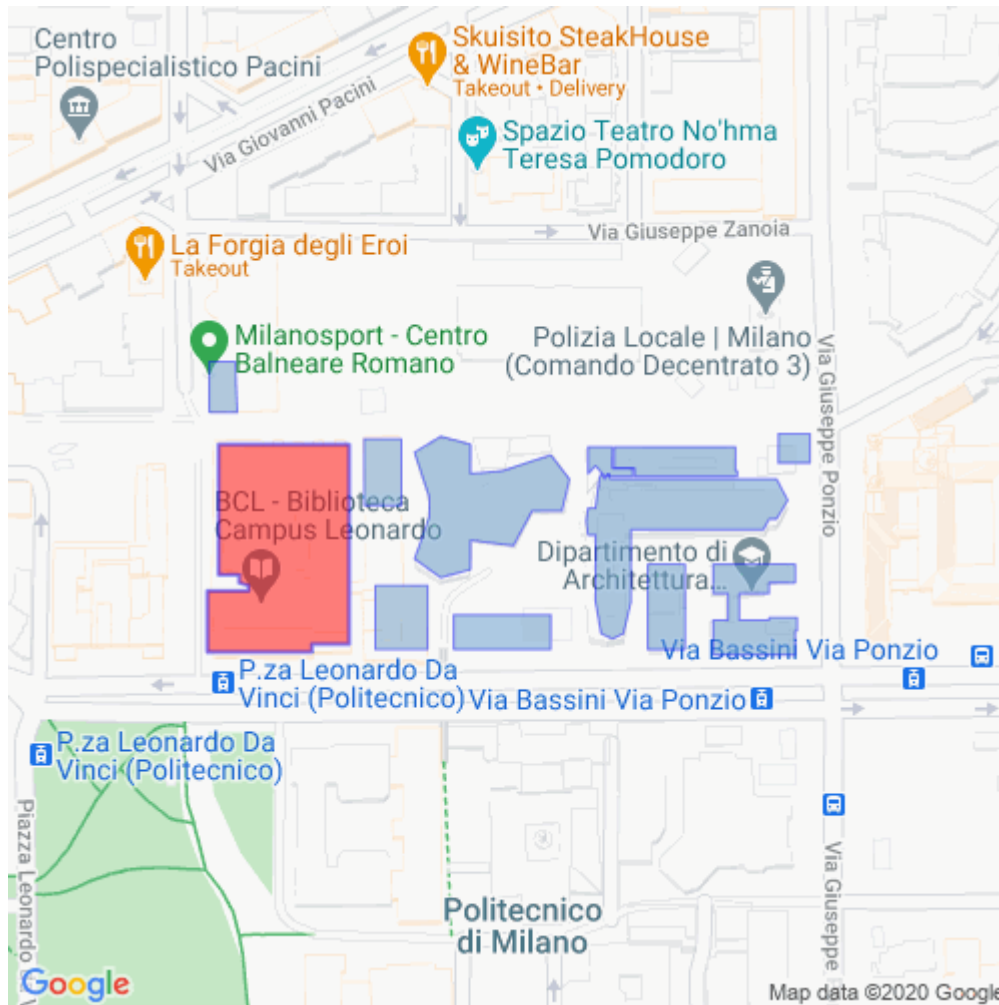 Centro
Polispecialistico Pacini
Skuisito SteakHouse
& WineBar
Takeout • Delivery
Via Giovanni Pacini
Spazio Teatro No'hma
Teresa Pomodoro
Via Giuseppe Zanoia
La Forgia degli Eroi
Takeout
Milanosport - Centro
Balneare Romano
Polizia Locale | Milano
(Comando Decentrato 3)
Via Giuseppe Ponzio
BCL - Biblioteca
Campus Leonardo
Dipartimento di
Architettura...
Via Bassini Via Ponzio
P.za Leonardo Da
Vinci (Politecnico)
Via Bassini Via Ponzio
P.za Leonardo Da
Vinci (Politecnico)
Piazza Leonardo
Via Giuseppe
Politecnico
di Milano
Google
Map data ©2020 Google